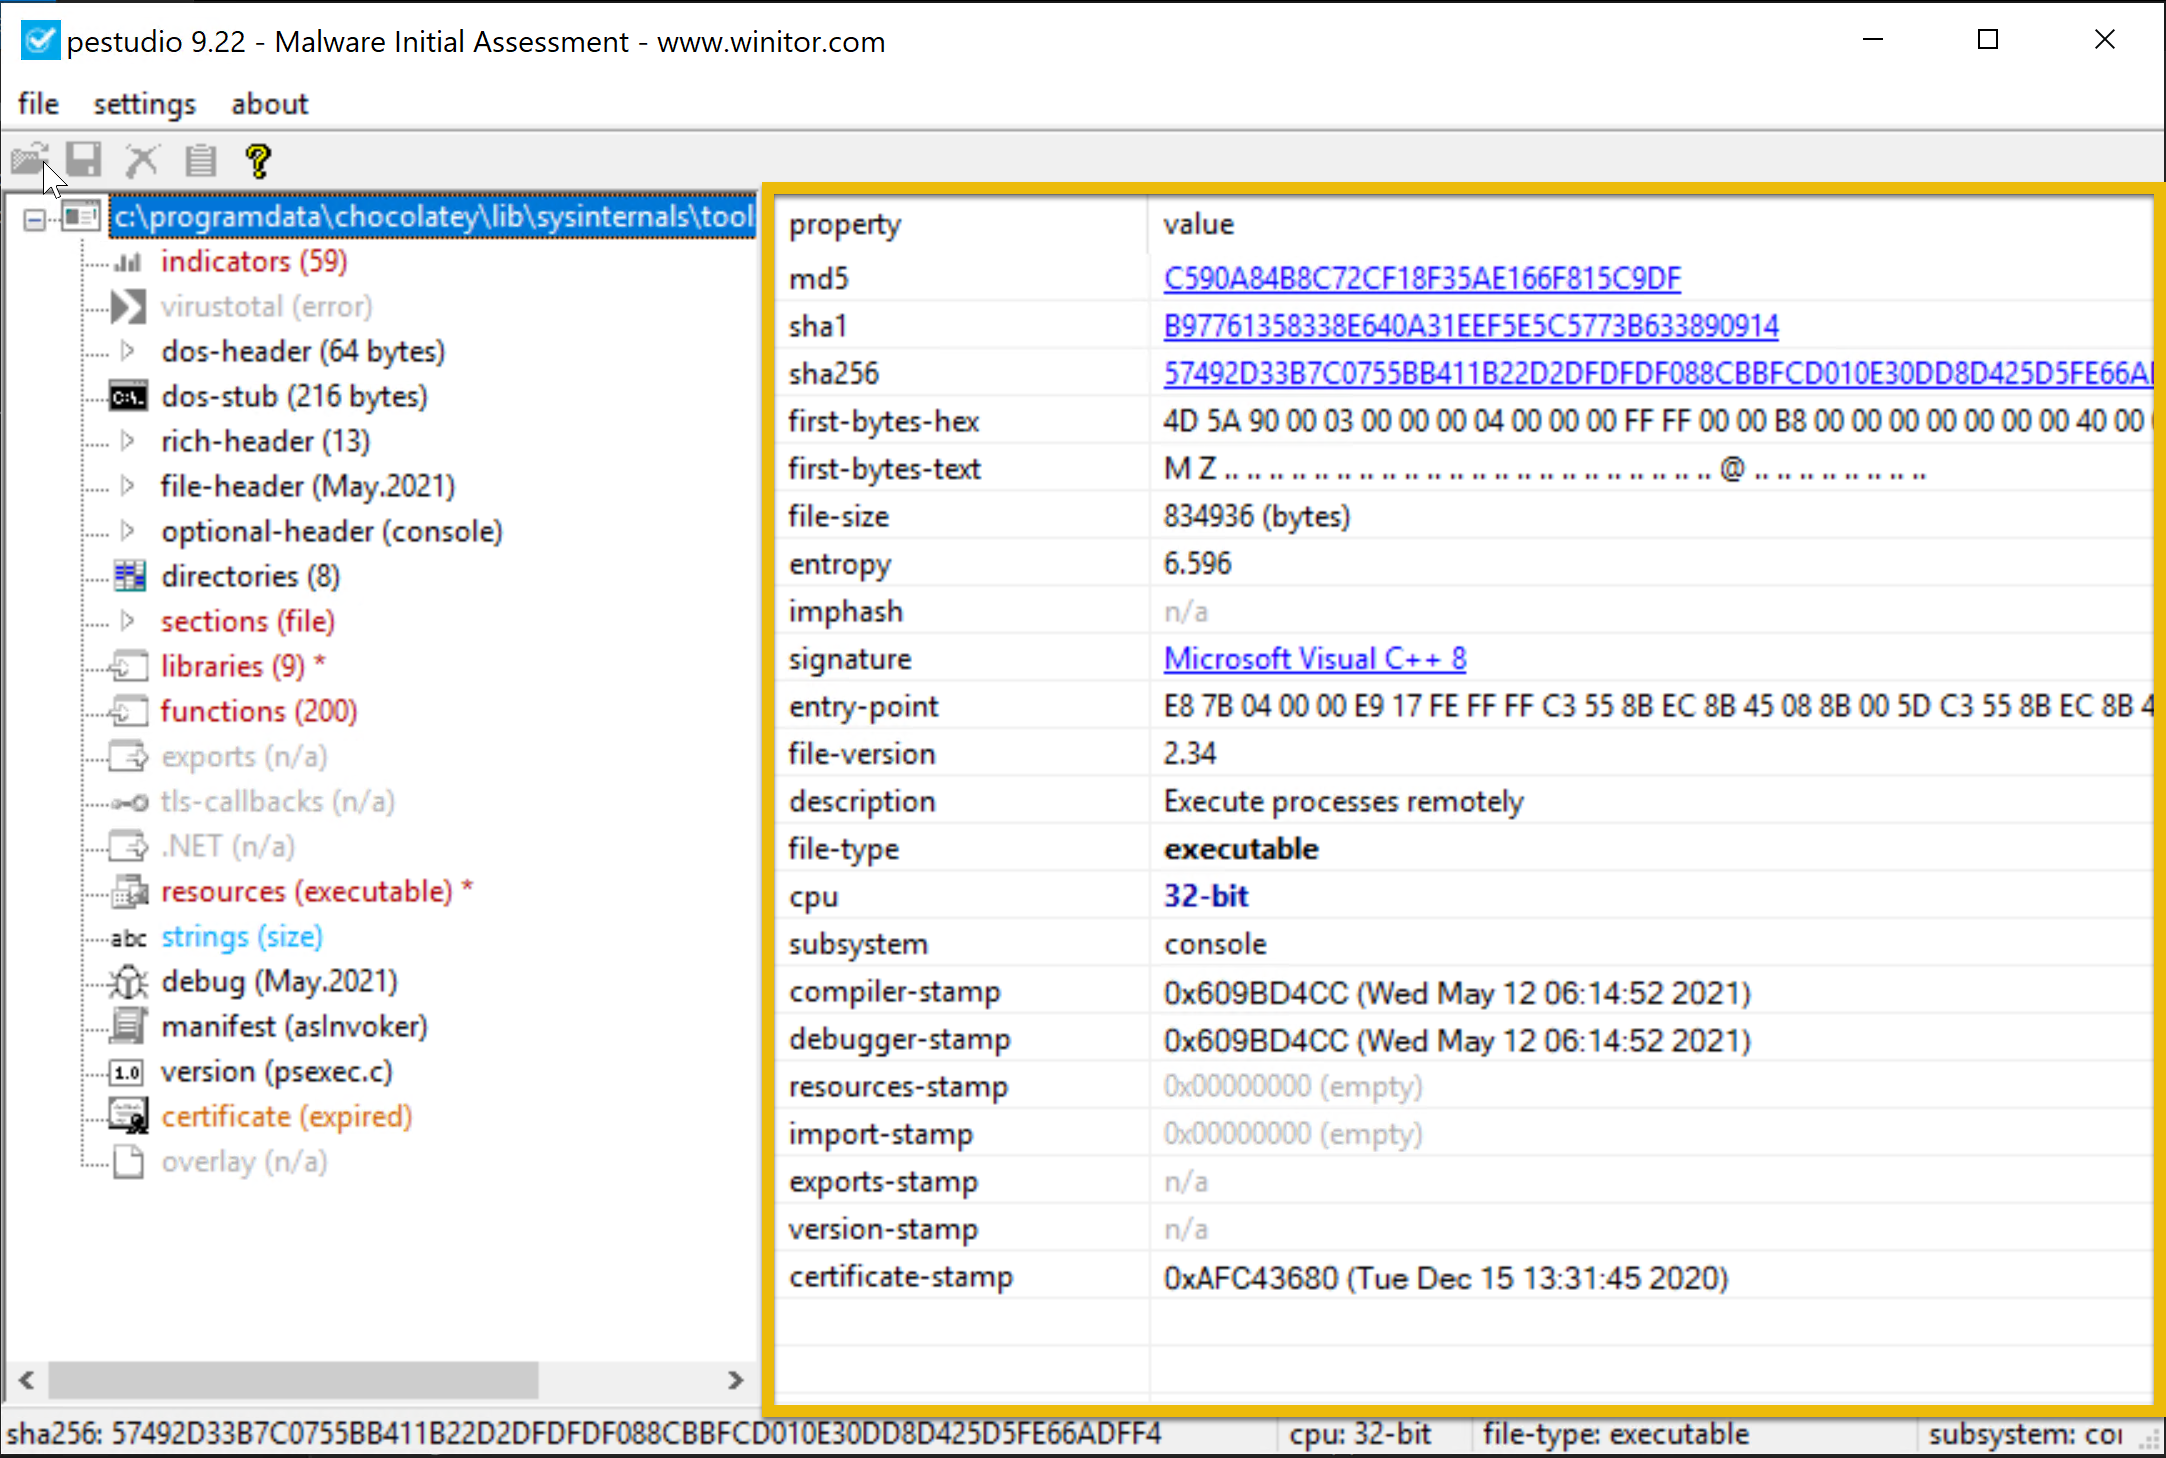 pestudio 9.22 - Malware Initial Assessment - www.winitor.com
file settings about
c:\programdata\chocolatey\lib\sysinternals\tool
indicators (59)
virustotal (error)
dos-header (64 bytes)
dos-stub (216 bytes)
rich-header (13)
file-header (May.2021)
optional-header (console)
directories (8)
sections (file)
libraries (9) *
functions (200)
exports (n/a)
tls-callbacks (n/a)
.NET (n/a)
resources (executable) *
abc strings (size)
debug (May.2021)
manifest (asInvoker)
1.0 version (psexec.c)
certificate (expired)
overlay (n/a)
property value
md5 C590A84B8C72CF18F35AE166F815C9DF
sha1 B97761358338E640A31EEF5E5C5773B633890914
sha256 57492D33B7C0755BB411B22D2DFDFDF088CBBFCD010E30DD8D425D5FE66AD
first-bytes-hex 4D 5A 90 00 03 00 00 00 04 00 00 00 FF FF 00 00 B8 00 00 00 00 00 00 00 40 00
first-bytes-text M Z .. .. .. .. .. .. .. .. .. .. .. .. .. .. .. .. .. .. .. .. .. .. @ .. .. .. .. .. .. .. ..
file-size 834936 (bytes)
entropy 6.596
imphash n/a
signature Microsoft Visual C++ 8
entry-point E8 7B 04 00 00 E9 17 FE FF FF C3 55 8B EC 8B 45 08 8B 00 5D C3 55 8B EC 8B 4
file-version 2.34
description Execute processes remotely
file-type executable
cpu 32-bit
subsystem console
compiler-stamp 0x609BD4CC (Wed May 12 06:14:52 2021)
debugger-stamp 0x609BD4CC (Wed May 12 06:14:52 2021)
resources-stamp 0x00000000 (empty)
import-stamp 0x00000000 (empty)
exports-stamp n/a
version-stamp n/a
certificate-stamp 0xAFC43680 (Tue Dec 15 13:31:45 2020)
sha256: 57492D33B7C0755BB411B22D2DFDFDF088CBBFCD010E30DD8D425D5FE66ADFF4 cpu: 32-bit file-type: executable subsystem: co